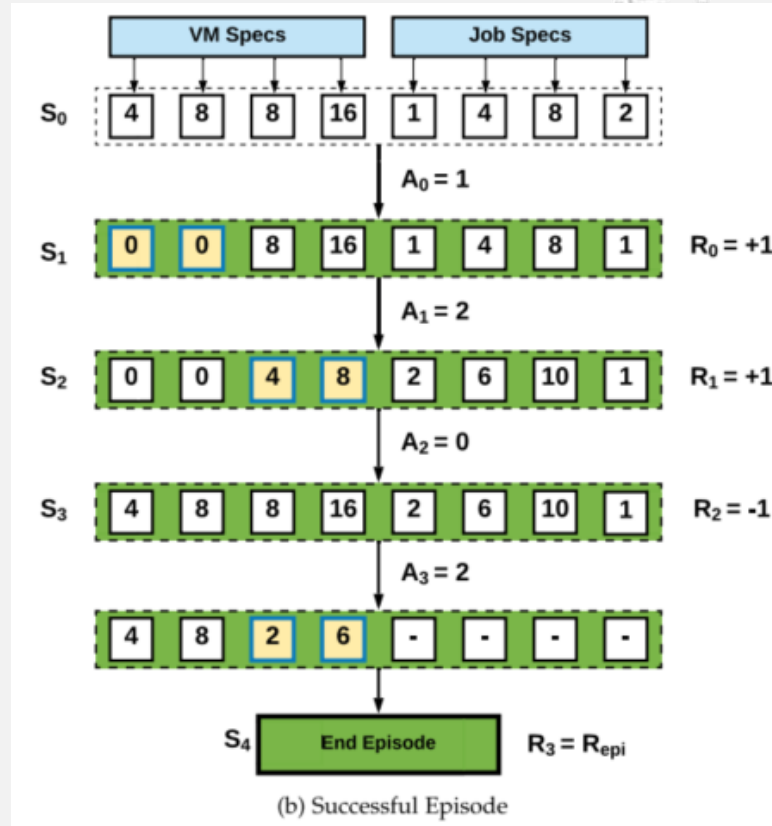 VM Specs Job Specs
S₀ 4 8 8 16 1 4 8 2
A₀ = 1
S₁ 0 0 8 16 1 4 8 1 R₀ = +1
A₁ = 2
S₂ 0 0 4 8 2 6 10 1 R₁ = +1
A₂ = 0
S₃ 4 8 8 16 2 6 10 1 R₂ = -1
A₃ = 2
4 8 2 6 - - - -
S₄ End Episode R₃ = Rₑₚᵢ
(b) Successful Episode